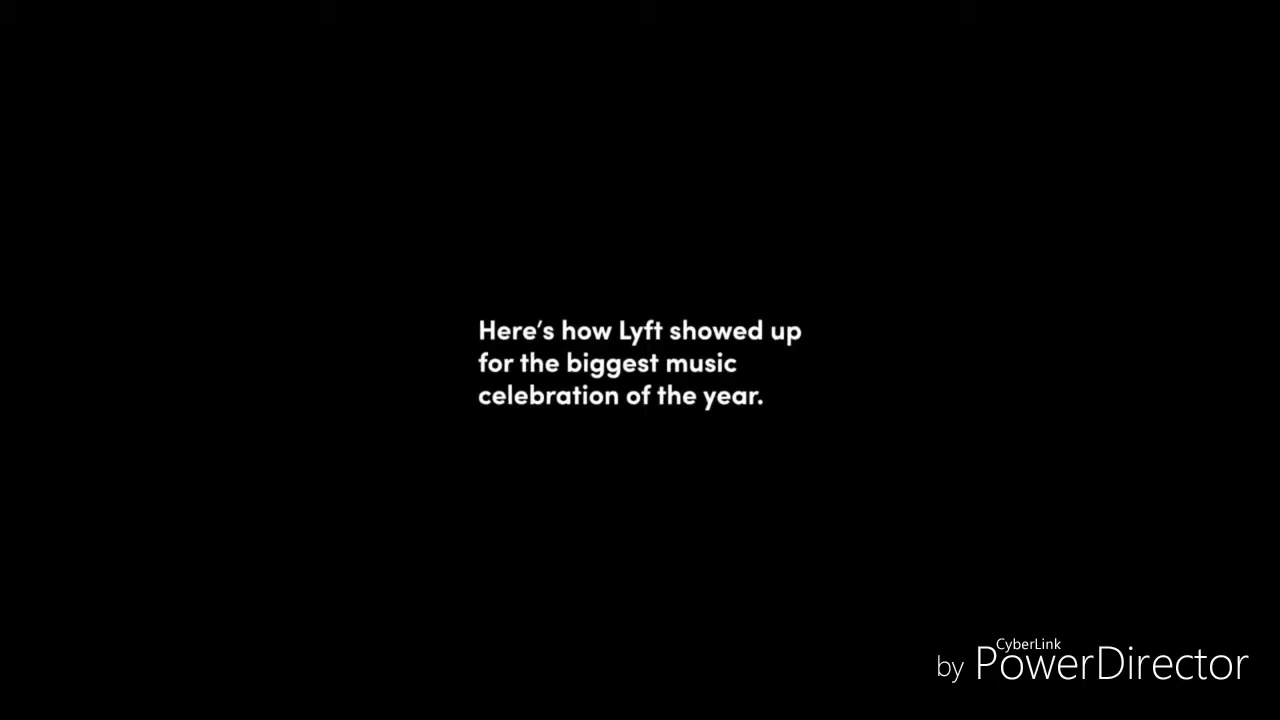 Here's how Lyft showed up
for the biggest music
celebration of the year.
CyberLink
by PowerDirector